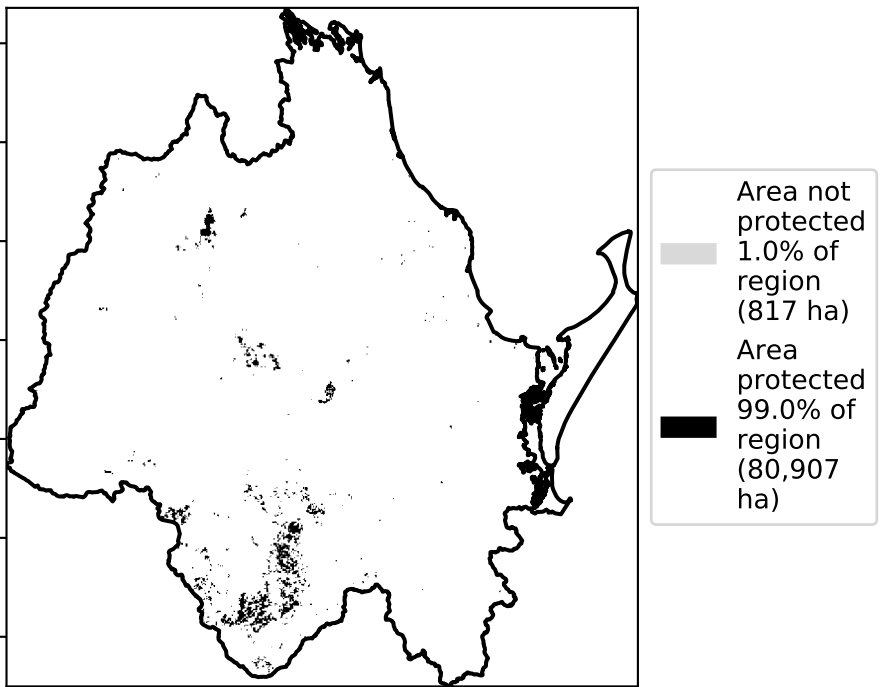 Area not
protected
1.0% of
region
(817 ha)
Area
protected
99.0% of
region
(80,907
ha)